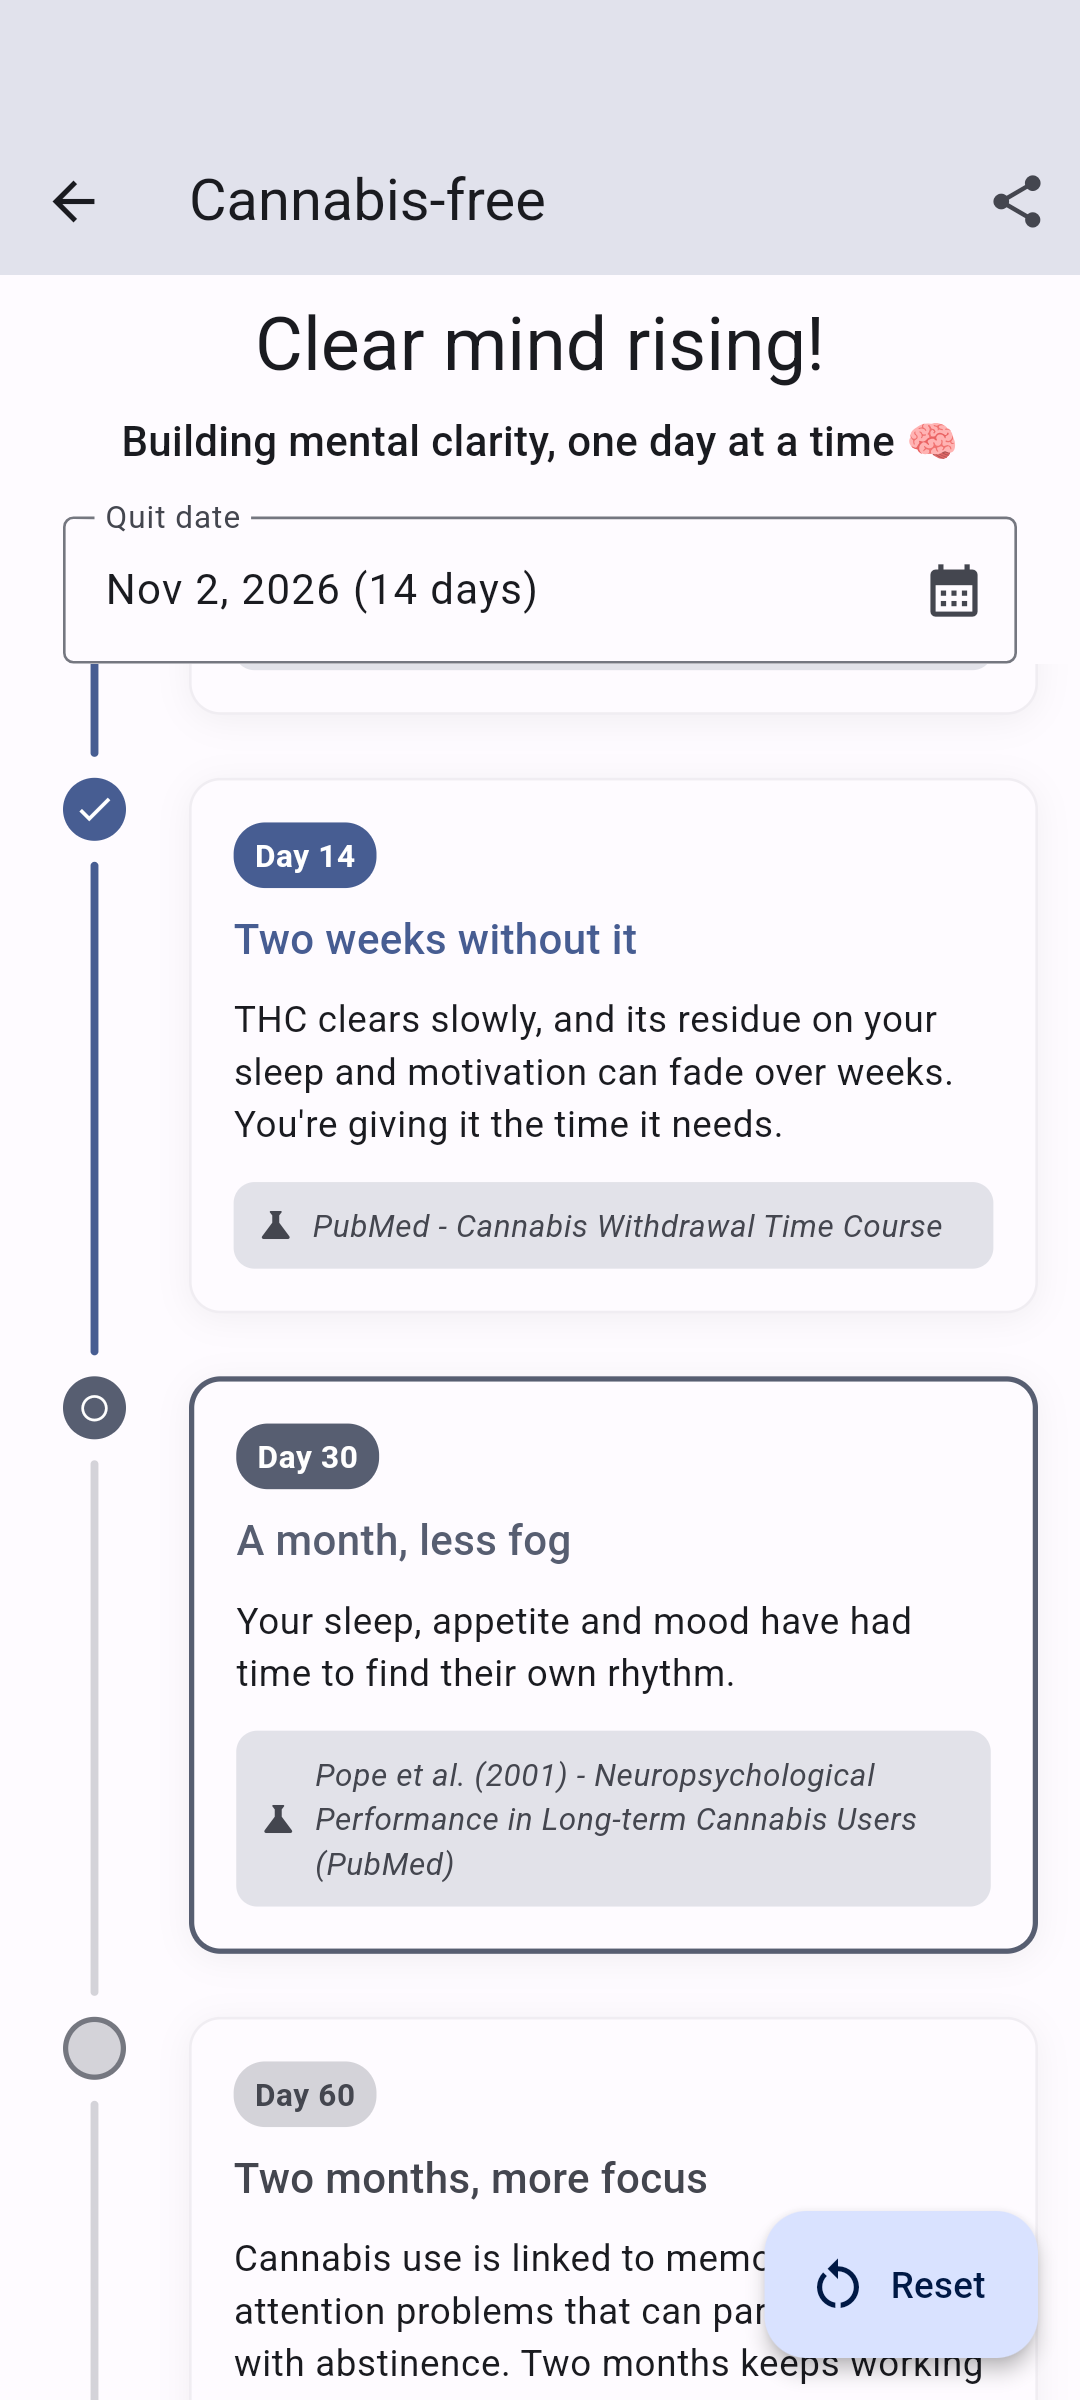 Cannabis-free
Clear mind rising!
Building mental clarity, one day at a time 🧠
Quit date
Nov 2, 2026 (14 days)
Day 14
Two weeks without it
THC clears slowly, and its residue on your
sleep and motivation can fade over weeks.
You're giving it the time it needs.
PubMed - Cannabis Withdrawal Time Course
Day 30
A month, less fog
Your sleep, appetite and mood have had
time to find their own rhythm.
Pope et al. (2001) - Neuropsychological
Performance in Long-term Cannabis Users
(PubMed)
Day 60
Two months, more focus
Cannabis use is linked to
attention problems that can
with abstinence. Two months keeps working
Reset